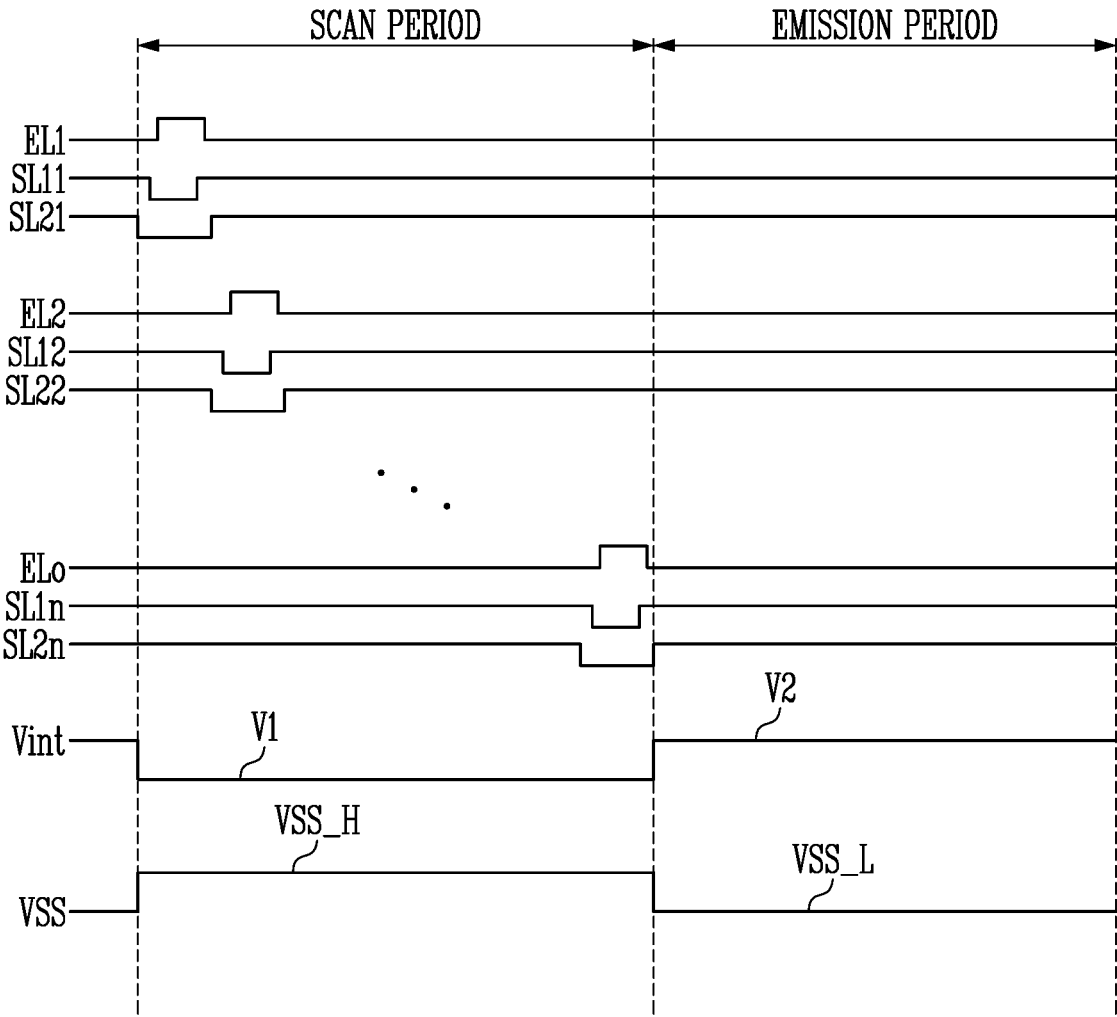 SCAN PERIOD
EMISSION PERIOD
EL1
SL11
SL21
EL2
SL12
SL22
ELo
SL1n
SL2n
Vint
V1
V2
VSS_H
VSS_L
VSS